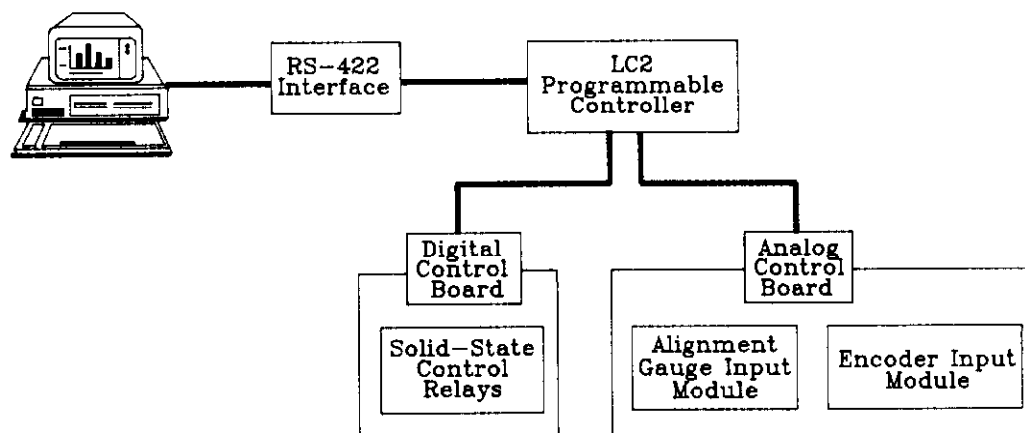 RS-422
Interface
LC2
Programmable
Controller
Digital
Control
Board
Analog
Control
Board
Solid-State
Control
Relays
Alignment
Gauge Input
Module
Encoder Input
Module